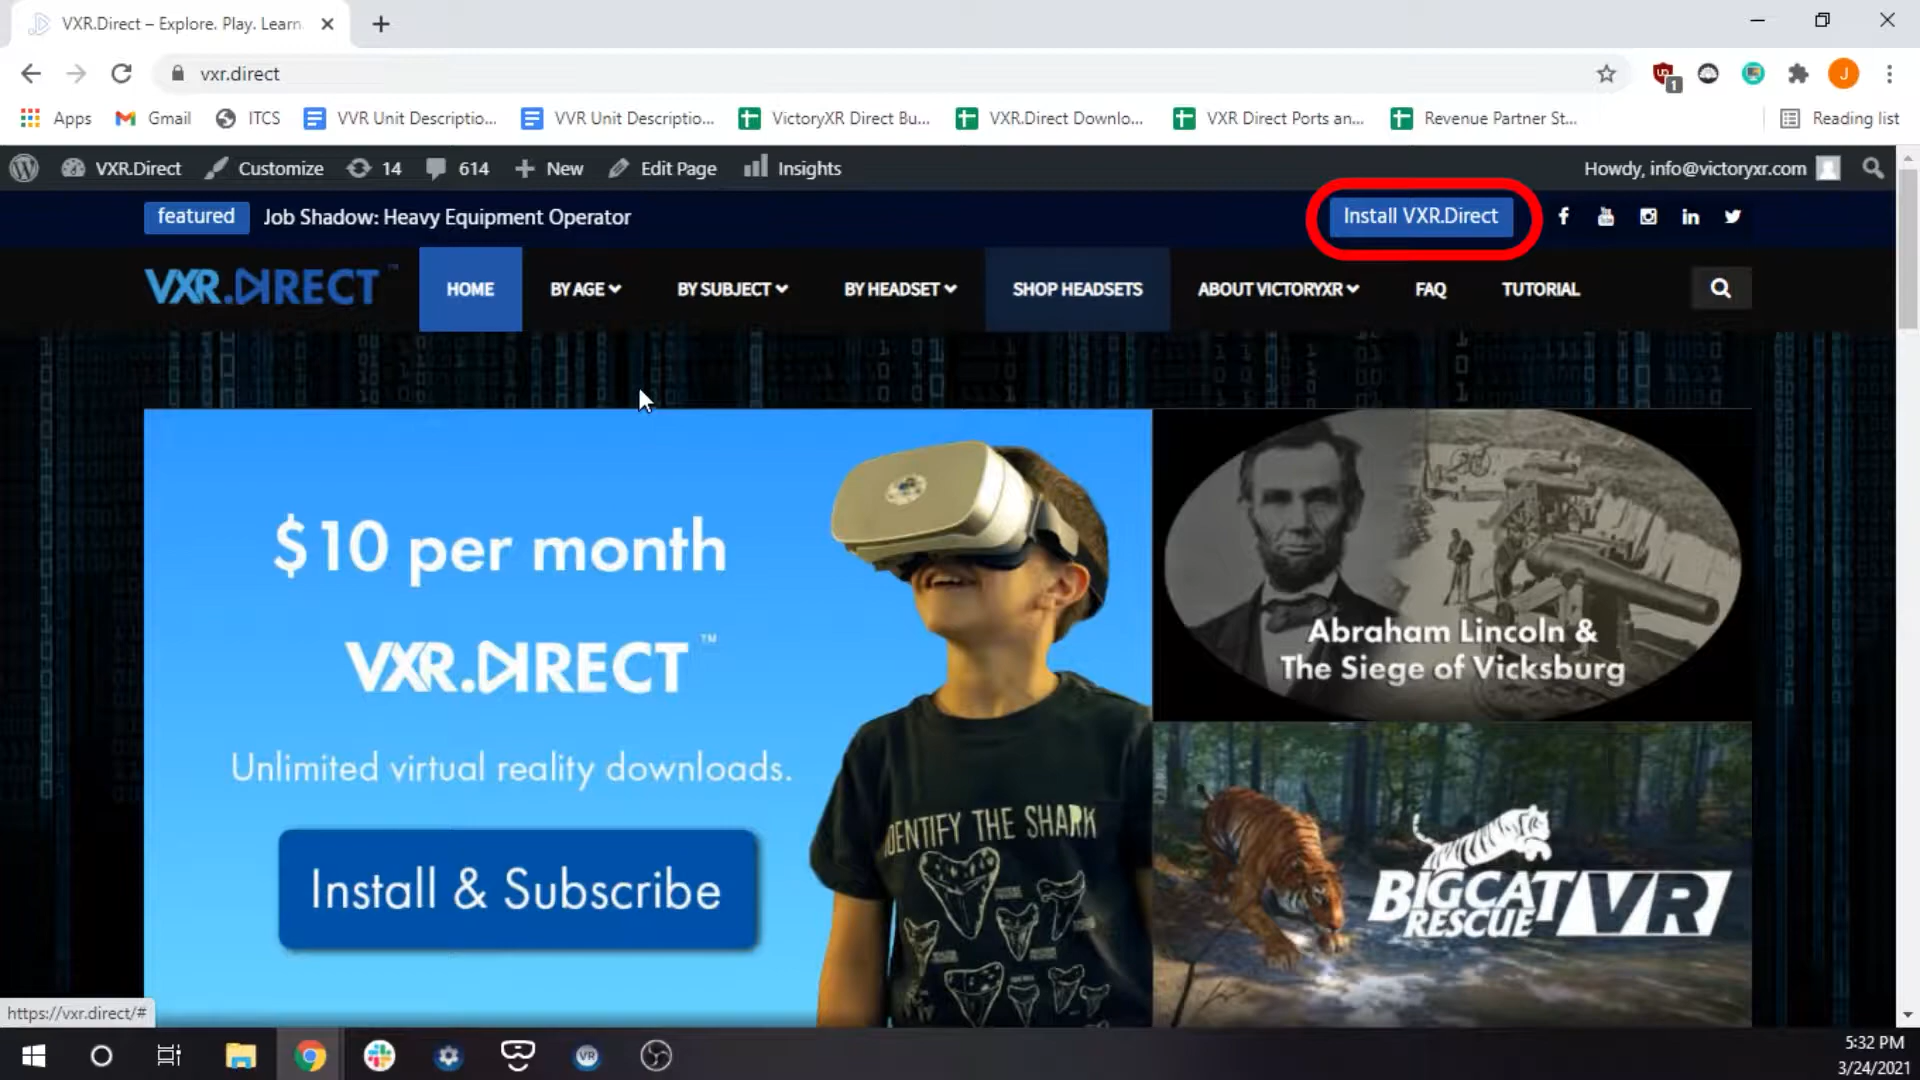 VXR.Direct – Explore. Play. Learn.
vxr.direct
1
J
Apps
Gmail
ITCS
VVR Unit Descriptio...
VVR Unit Descriptio...
VictoryXR Direct Bu...
VXR.Direct Downlo...
VXR Direct Ports an...
Revenue Partner St...
Reading list
VXR.Direct
Customize
14
614
New
Edit Page
Insights
Howdy, info@victoryxr.com
featured
Job Shadow: Heavy Equipment Operator
Install VXR.Direct
VXR.DIRECT™
HOME
BY AGE
BY SUBJECT
BY HEADSET
SHOP HEADSETS
ABOUT VICTORYXR
FAQ
TUTORIAL
$10 per month
VXR.DIRECT™
Unlimited virtual reality downloads.
Install & Subscribe
IDENTIFY THE SHARK
Abraham Lincoln &
The Siege of Vicksburg
BIG CAT
RESCUE
VR
https://vxr.direct/#
VR
5:32 PM
3/24/2021